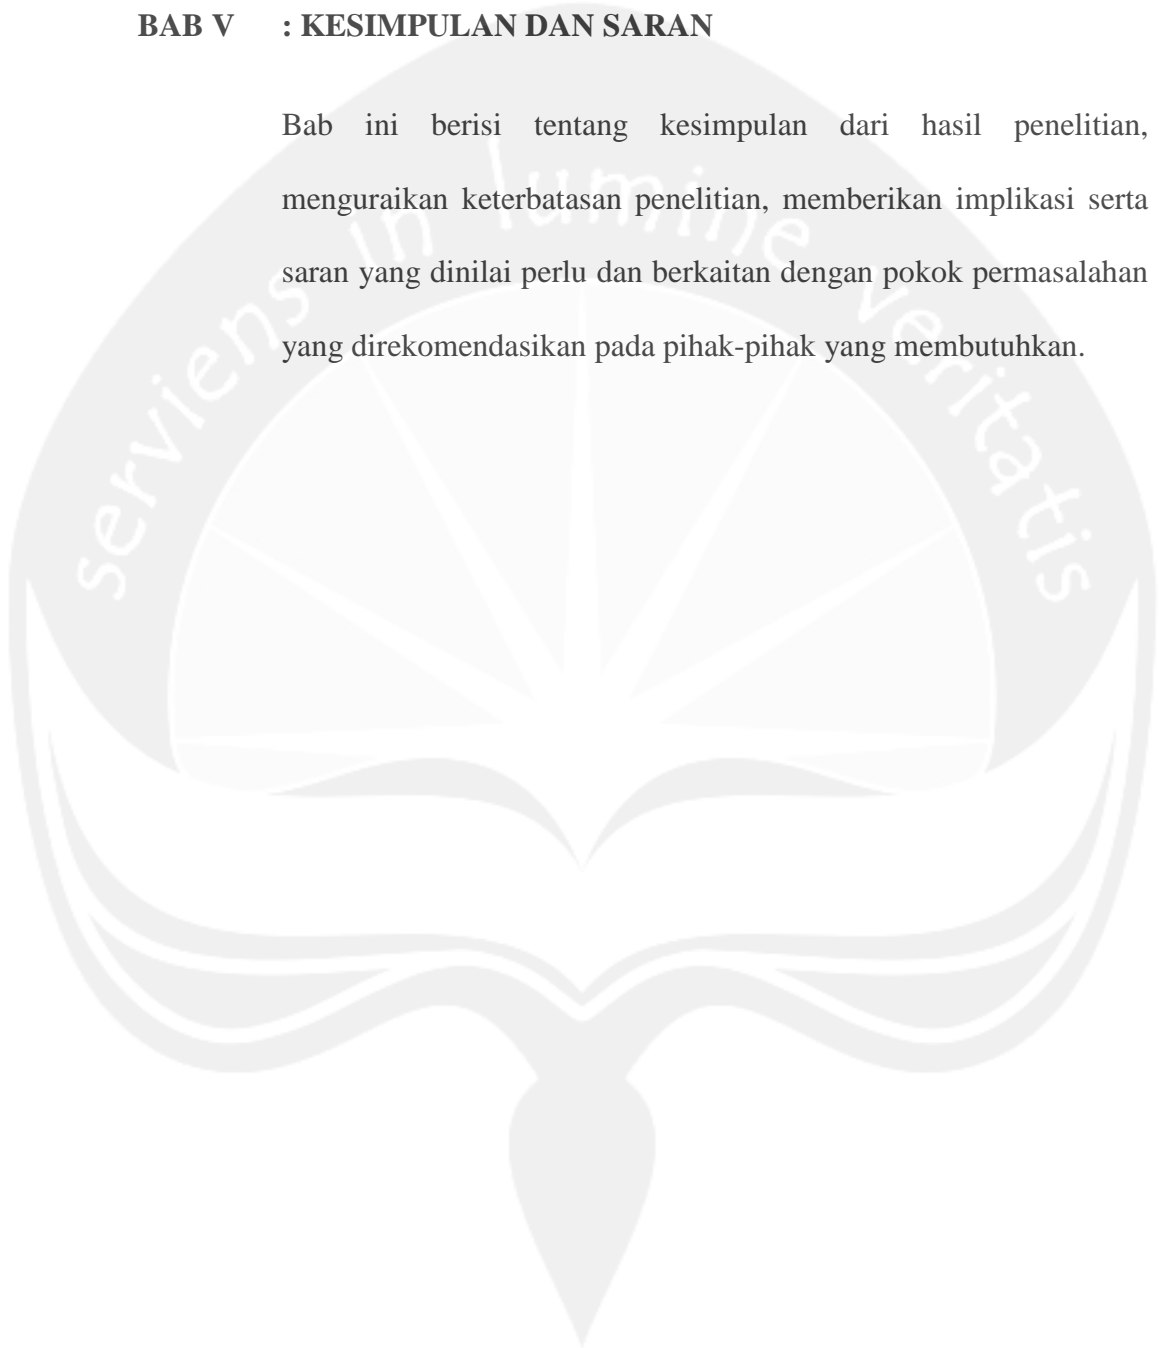 BAB V : KESIMPULAN DAN SARAN
Bab ini berisi tentang kesimpulan dari hasil penelitian,
menguraikan keterbatasan penelitian, memberikan implikasi serta
saran yang dinilai perlu dan berkaitan dengan pokok permasalahan
yang direkomendasikan pada pihak-pihak yang membutuhkan.
serviens in lumine veritatis